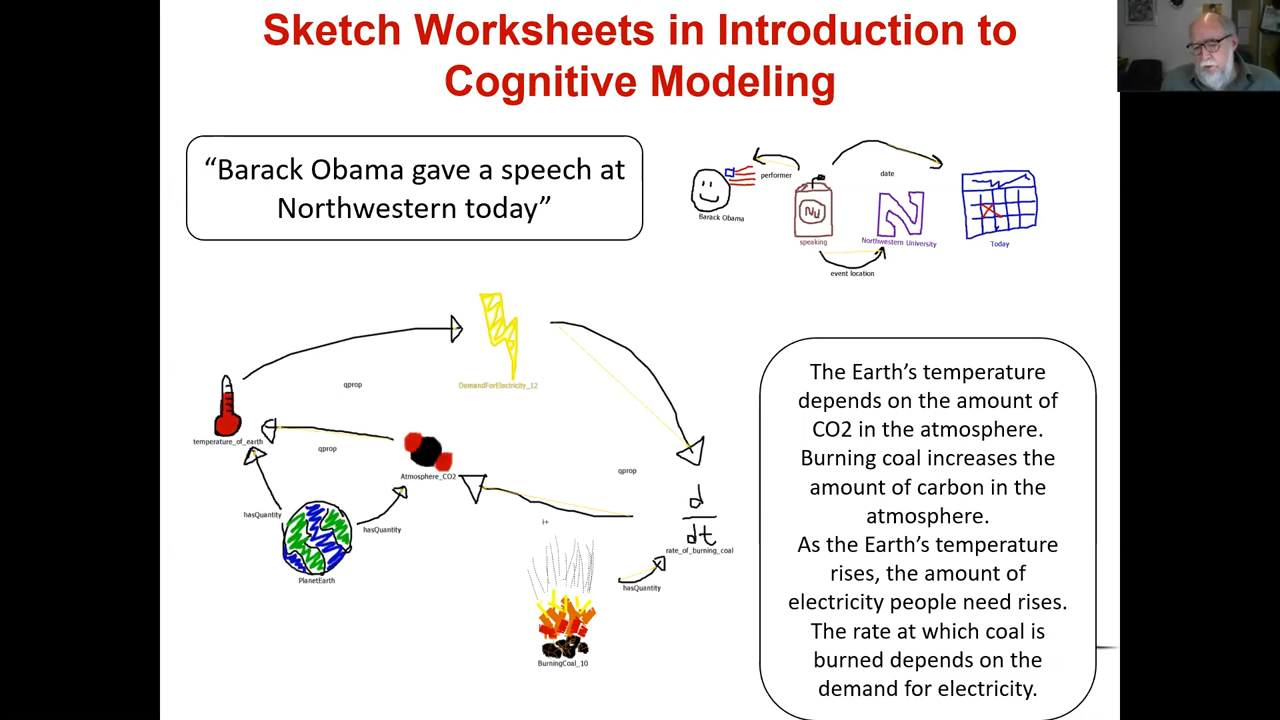 Sketch Worksheets in Introduction to
Cognitive Modeling
“Barack Obama gave a speech at
Northwestern today”
performer
date
Barack Obama
NU
speaking
N
Northwestern University
Today
event location
qprop
DemandForElectricity_12
temperature_of_earth
qprop
Atmosphere_CO2
qprop
hasQuantity
hasQuantity
i+
d
dt
rate_of_burning_coal
PlanetEarth
hasQuantity
BurningCoal_10
The Earth’s temperature
depends on the amount of
CO2 in the atmosphere.
Burning coal increases the
amount of carbon in the
atmosphere.
As the Earth’s temperature
rises, the amount of
electricity people need rises.
The rate at which coal is
burned depends on the
demand for electricity.